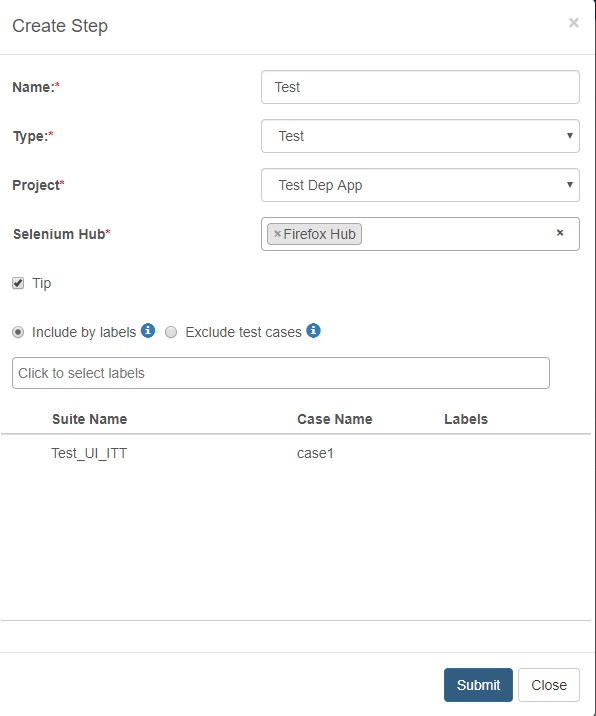 Create Step ×
Name:* Test
Type:* Test
Project* Test Dep App
Selenium Hub* ×Firefox Hub ×
Tip
Include by labels i Exclude test cases i
Click to select labels
Suite Name Case Name Labels
Test_UI_ITT case1
Submit Close